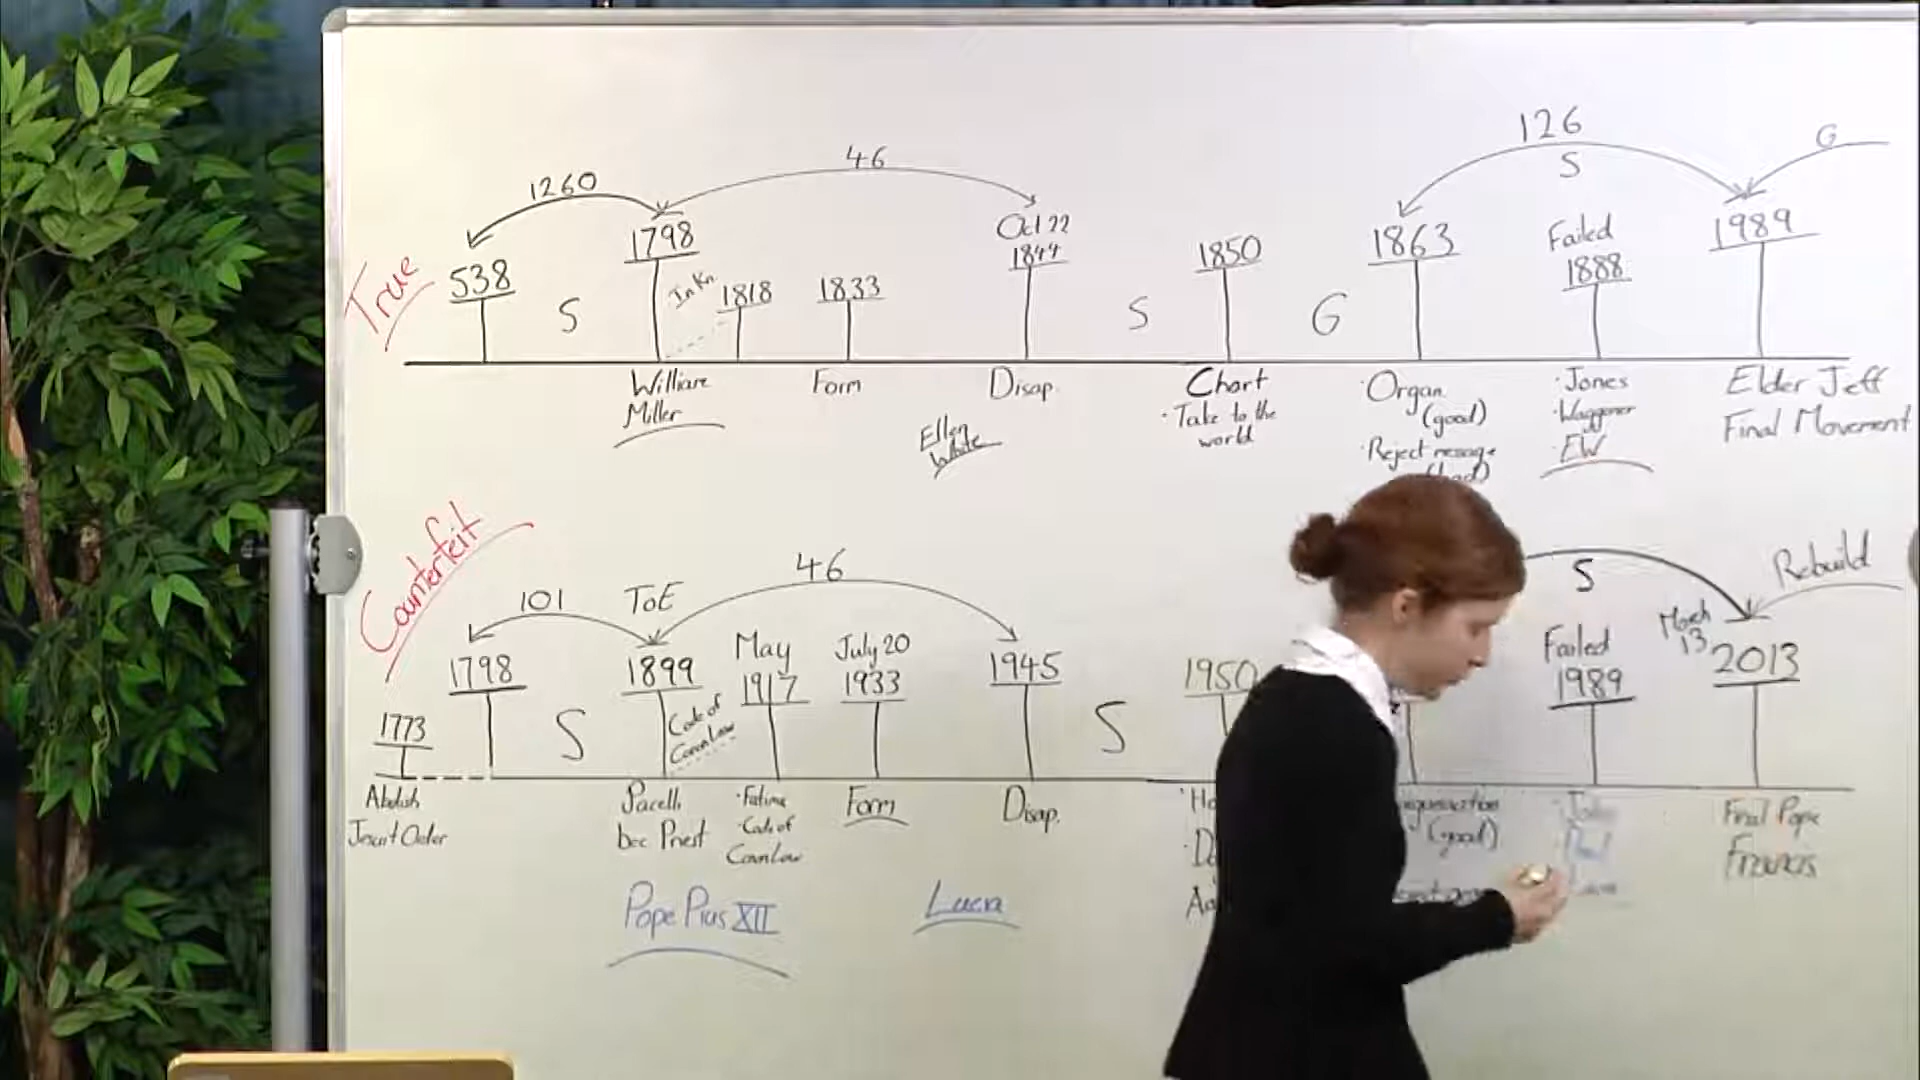 True
1260
46
126
S
G
538
S
1798
In Kn
1818
1833
Oct 22
1844
S
1850
G
1863
Failed
1888
1989
William
Miller
Form
Disap.
Ellen
White
Chart
· Take to the
world
· Organ.
(good)
· Reject message
(bad)
· Jones
· Waggoner
· EW
Elder Jeff
Final Movement
Counterfeit
101
ToE
46
S
Rebuild
1773
1798
S
1899
Code of
Canon Law
May
1917
July 20
1933
1945
S
1950
Failed
1989
March
13
2013
Abolish
Jesuit Order
Pacelli
bec Priest
· Fatima
· Code of
Canon Law
Form
Disap.
(good)
John
Paul
Final Pope
Francis
Pope Pius XII
Lucia